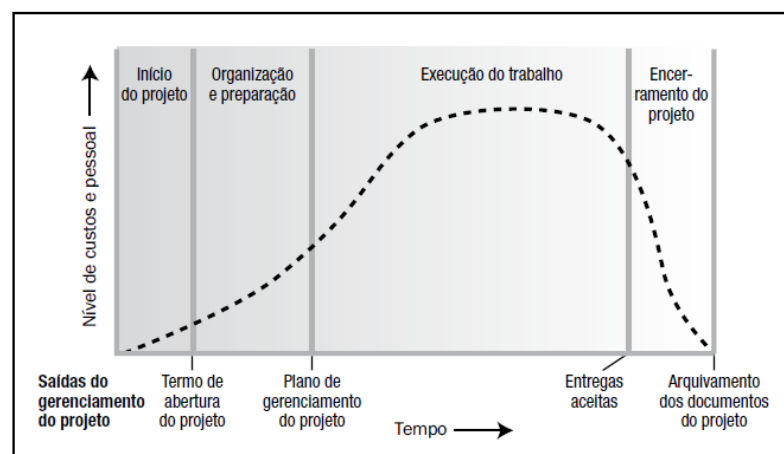 Início
do projeto
Organização
e preparação
Execução do trabalho
Encer-
ramento do
projeto
Nível de custos e pessoal
Saídas do
gerenciamento
do projeto
Termo de
abertura
do projeto
Plano de
gerenciamento
do projeto
Entregas
aceitas
Arquivamento
dos documentos
do projeto
Tempo